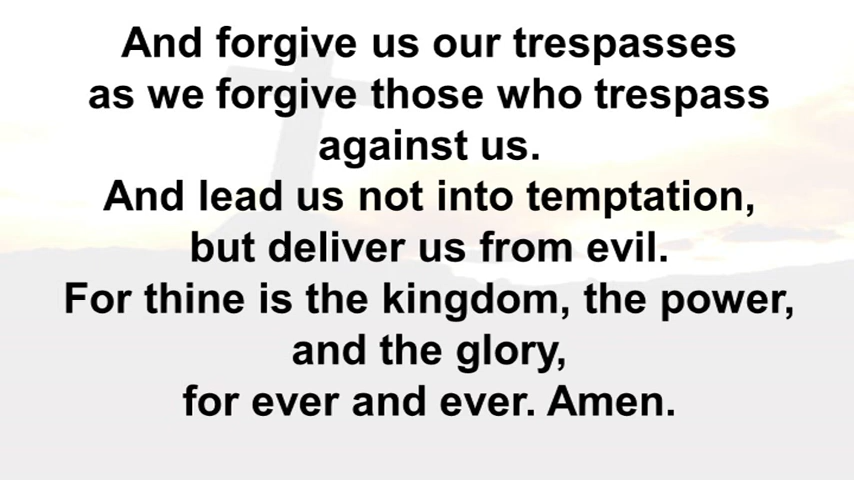 And forgive us our trespasses
as we forgive those who trespass
against us.
And lead us not into temptation,
but deliver us from evil.
For thine is the kingdom, the power,
and the glory,
for ever and ever. Amen.